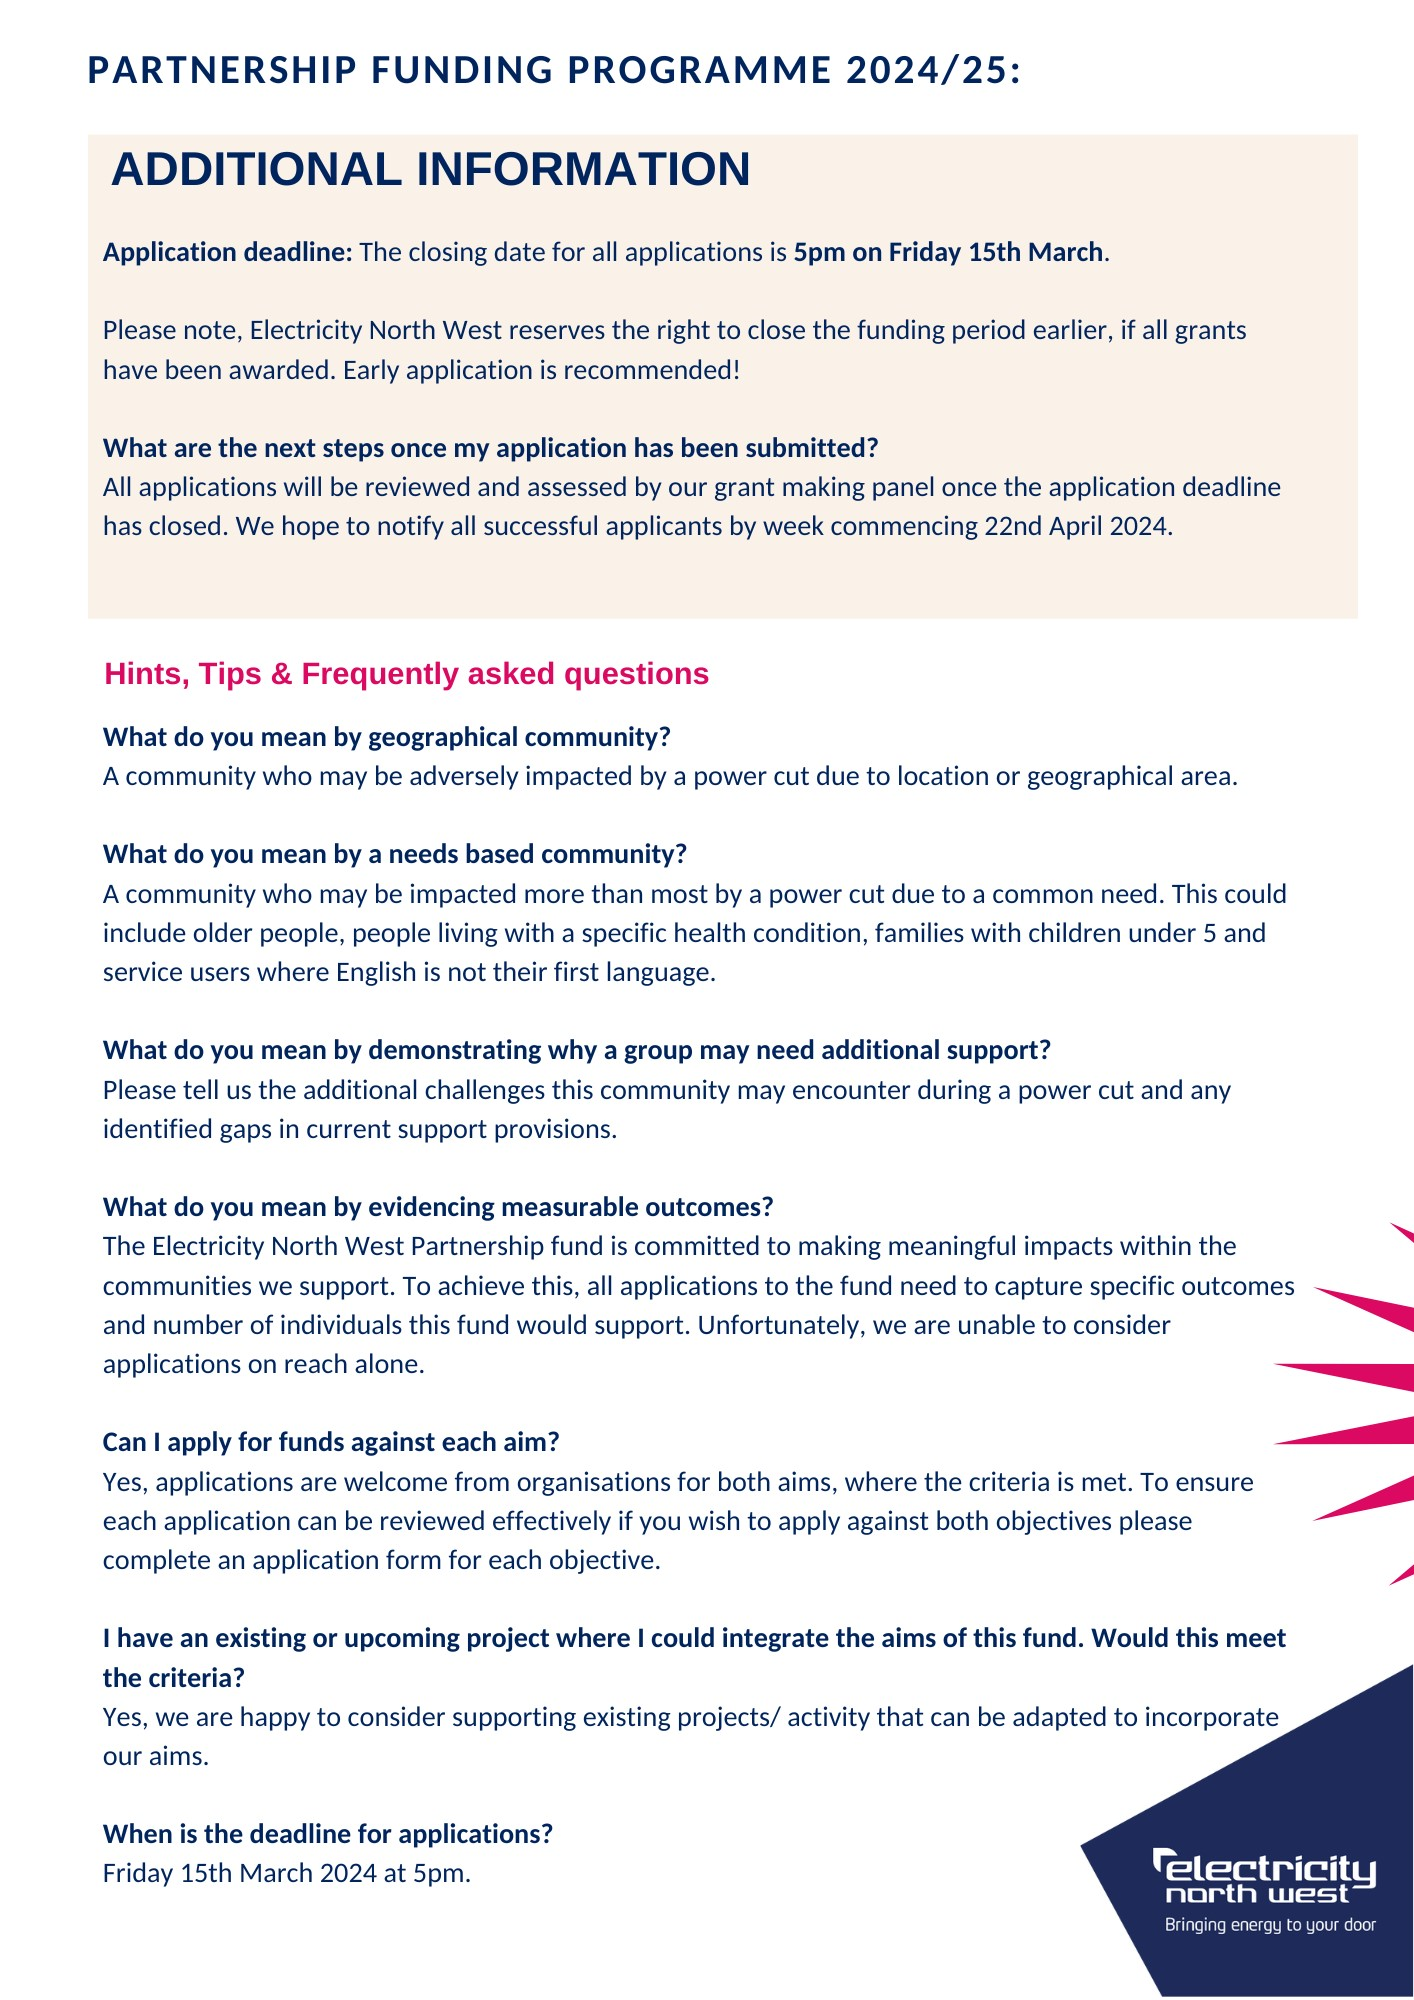 PARTNERSHIP FUNDING PROGRAMME 2024/25:
ADDITIONAL INFORMATION
Application deadline: The closing date for all applications is 5pm on Friday 15th March.
Please note, Electricity North West reserves the right to close the funding period earlier, if all grants
have been awarded. Early application is recommended!
What are the next steps once my application has been submitted?
All applications will be reviewed and assessed by our grant making panel once the application deadline
has closed. We hope to notify all successful applicants by week commencing 22nd April 2024.
Hints, Tips & Frequently asked questions
What do you mean by geographical community?
A community who may be adversely impacted by a power cut due to location or geographical area.
What do you mean by a needs based community?
A community who may be impacted more than most by a power cut due to a common need. This could
include older people, people living with a specific health condition, families with children under 5 and
service users where English is not their first language.
What do you mean by demonstrating why a group may need additional support?
Please tell us the additional challenges this community may encounter during a power cut and any
identified gaps in current support provisions.
What do you mean by evidencing measurable outcomes?
The Electricity North West Partnership fund is committed to making meaningful impacts within the
communities we support. To achieve this, all applications to the fund need to capture specific outcomes
and number of individuals this fund would support. Unfortunately, we are unable to consider
applications on reach alone.
Can I apply for funds against each aim?
Yes, applications are welcome from organisations for both aims, where the criteria is met. To ensure
each application can be reviewed effectively if you wish to apply against both objectives please
complete an application form for each objective.
I have an existing or upcoming project where I could integrate the aims of this fund. Would this meet
the criteria?
Yes, we are happy to consider supporting existing projects/ activity that can be adapted to incorporate
our aims.
When is the deadline for applications?
Friday 15th March 2024 at 5pm.
electricity
north west
Bringing energy to your door